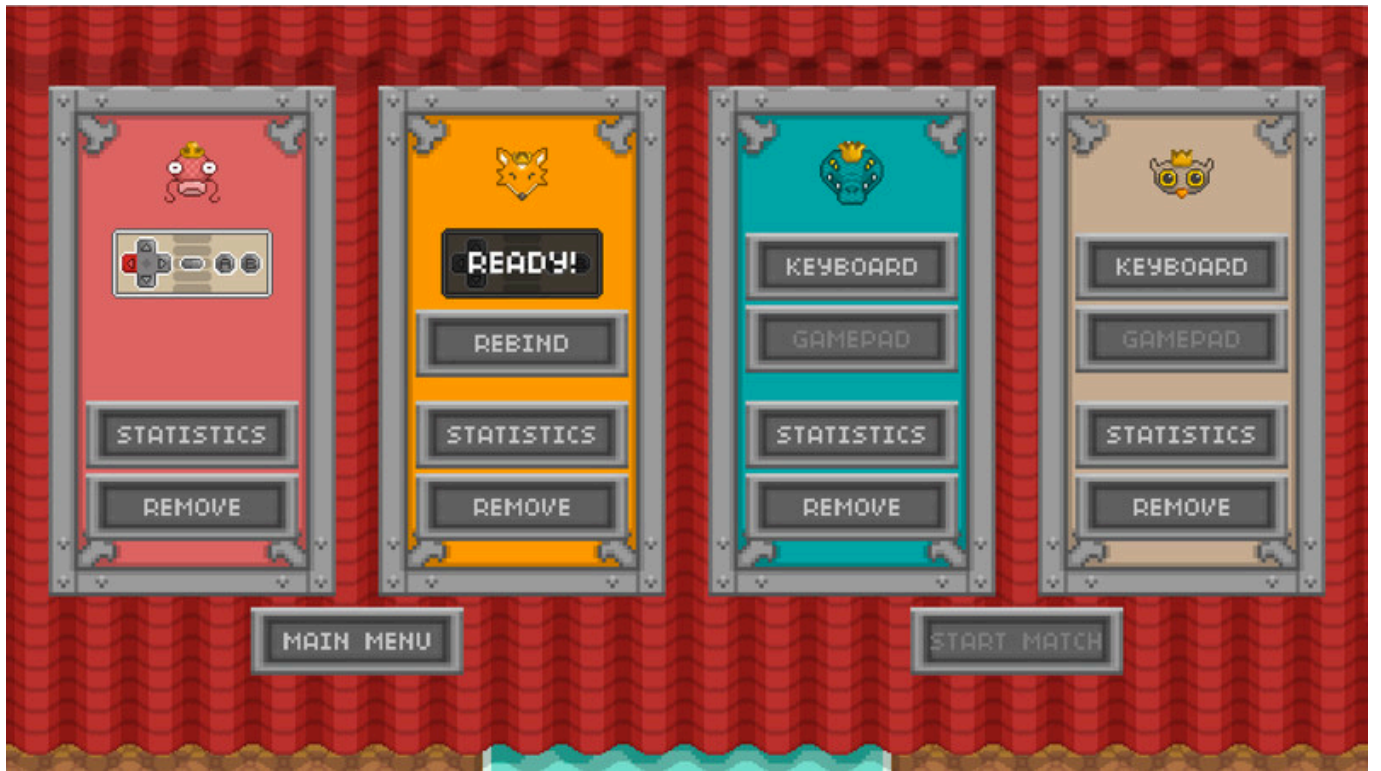 A B
STATISTICS
REMOVE
READY!
REBIND
STATISTICS
REMOVE
KEYBOARD
GAMEPAD
STATISTICS
REMOVE
KEYBOARD
GAMEPAD
STATISTICS
REMOVE
MAIN MENU
START MATCH